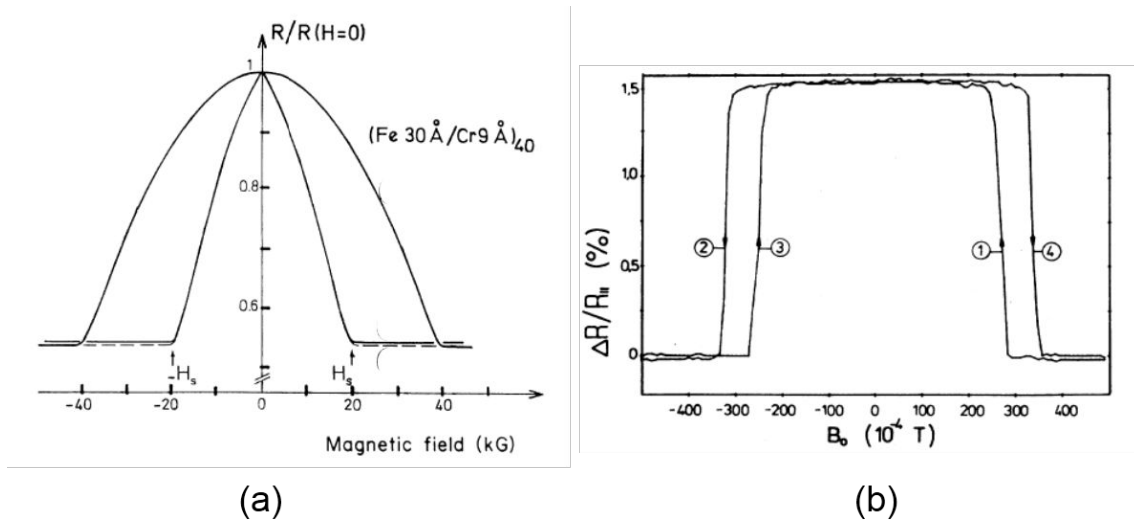 R/R(H=0)
1
(Fe 30 Å/Cr9 Å)₄₀
0.8
0.6
-Hₛ
Hₛ
-40
-20
0
20
40
Magnetic field (kG)
(a)
1,5
1,0
0,5
0
ΔR/R₍ıı₎ (%)
②
③
①
④
-400
-300
-200
-100
0
100
200
300
400
B₀ (10⁻⁴ T)
(b)